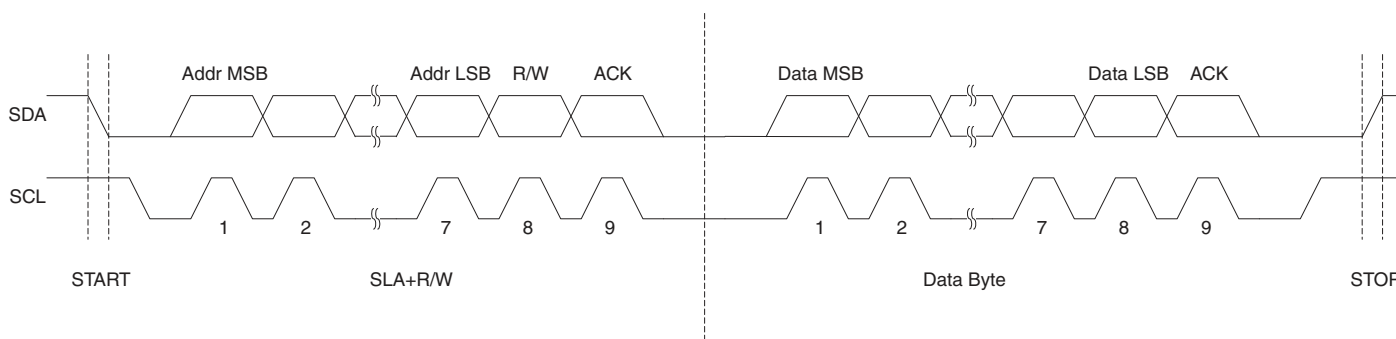 Addr MSB Addr LSB R/W ACK Data MSB Data LSB ACK
SDA
SCL
1 2 7 8 9 1 2 7 8 9
START SLA+R/W Data Byte STOP